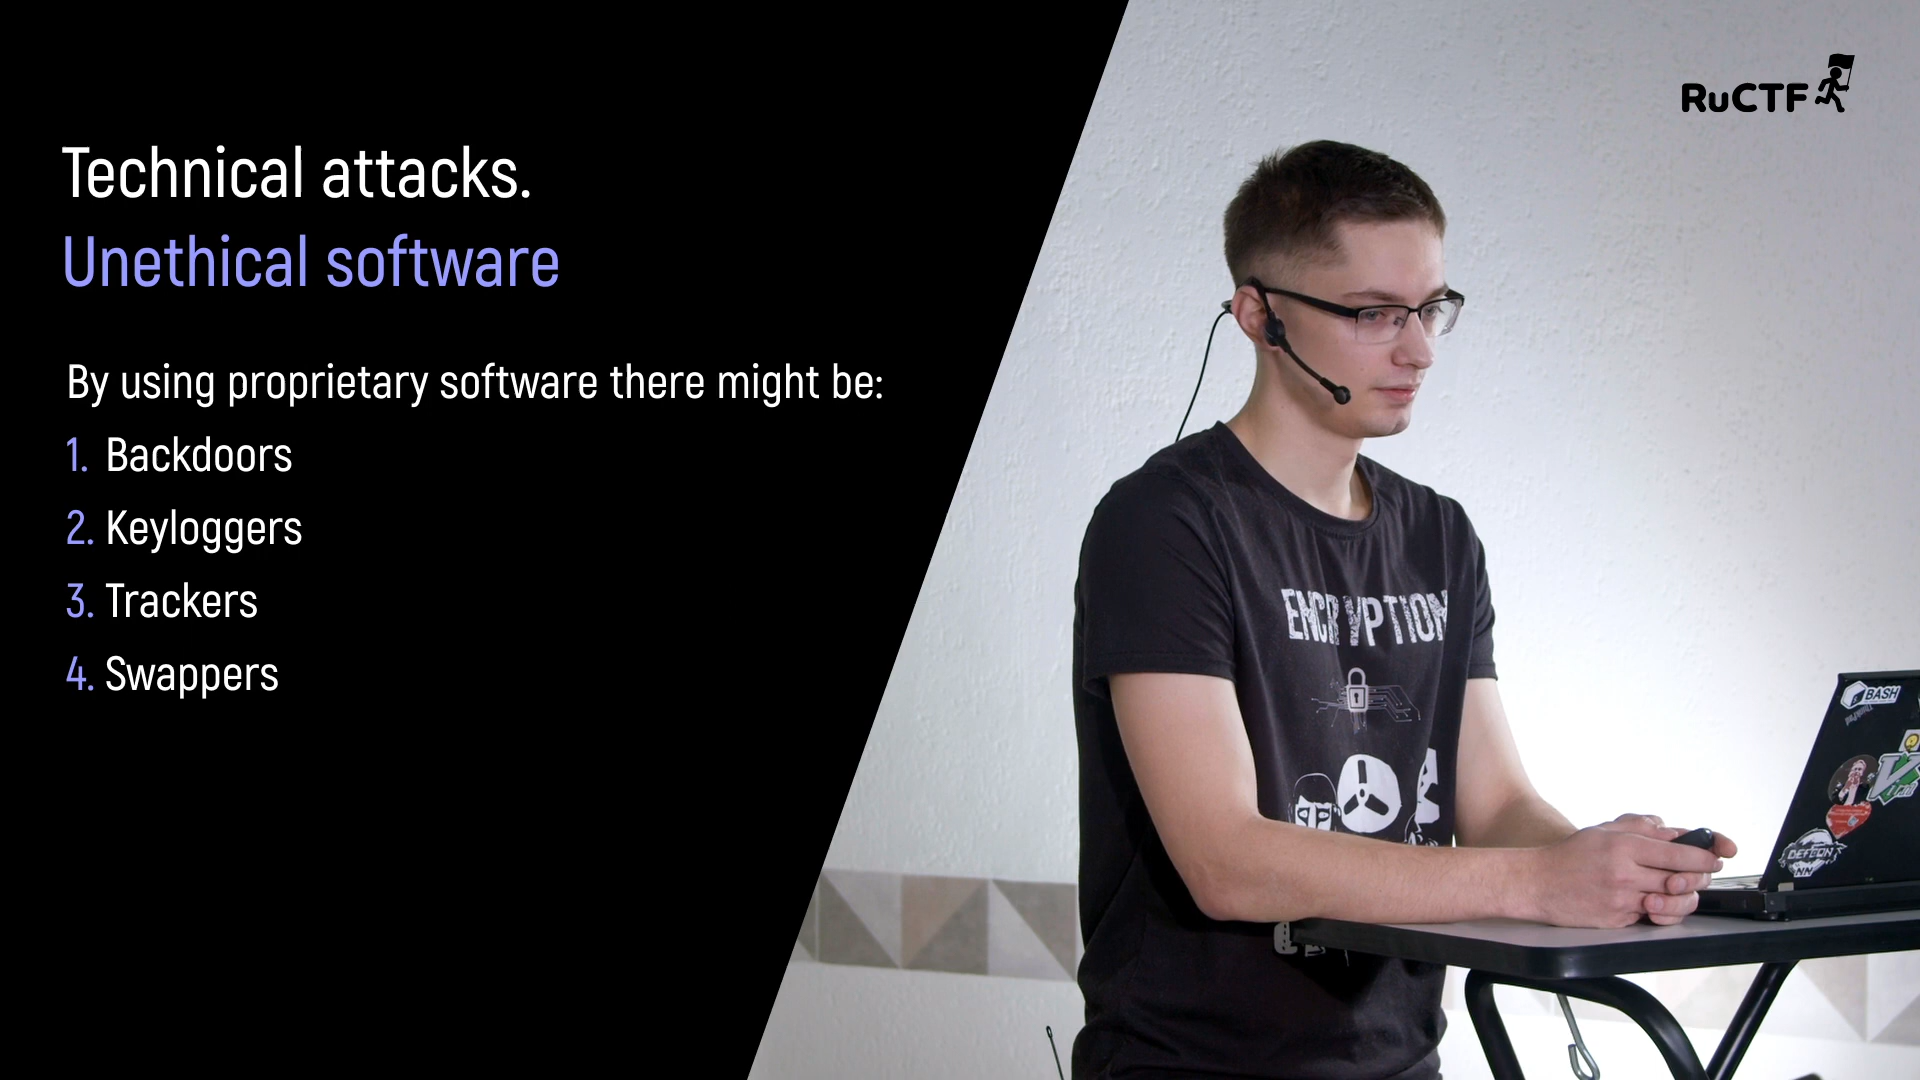 RuCTF
Technical attacks.
Unethical software
By using proprietary software there might be:
1. Backdoors
2. Keyloggers
3. Trackers
4. Swappers
ENCRYPTION
BASH
ThinkPad
DEFCON
NN